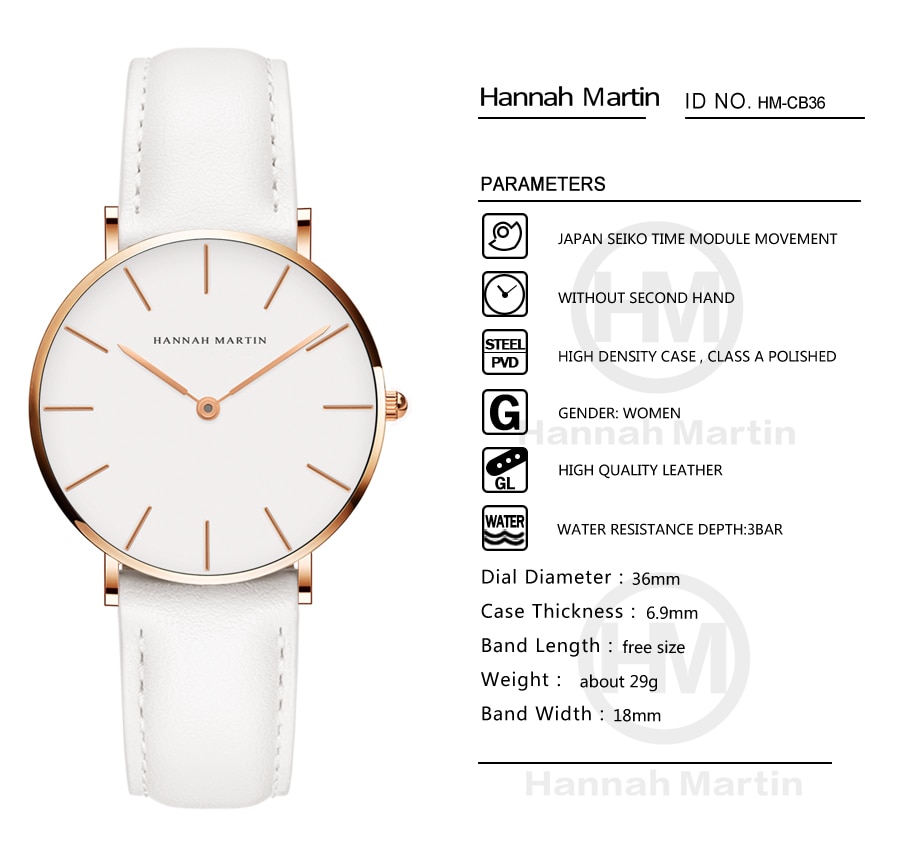 HANNAH MARTIN
Hannah Martin ID NO. HM-CB36
PARAMETERS
JAPAN SEIKO TIME MODULE MOVEMENT
WITHOUT SECOND HAND
STEEL
PVD
HIGH DENSITY CASE , CLASS A POLISHED
G
GENDER: WOMEN
GL
HIGH QUALITY LEATHER
WATER
WATER RESISTANCE DEPTH:3BAR
Dial Diameter : 36mm
Case Thickness : 6.9mm
Band Length : free size
Weight : about 29g
Band Width : 18mm
HM
Hannah Martin
HM
Hannah Martin